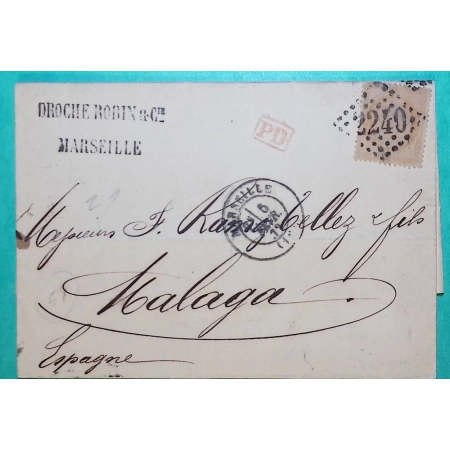 DROCHE ROBIN & CIE
MARSEILLE
PD
2240
MARSEILLE
Messieurs F. Ramos Tellez & fils
Malaga
Espagne